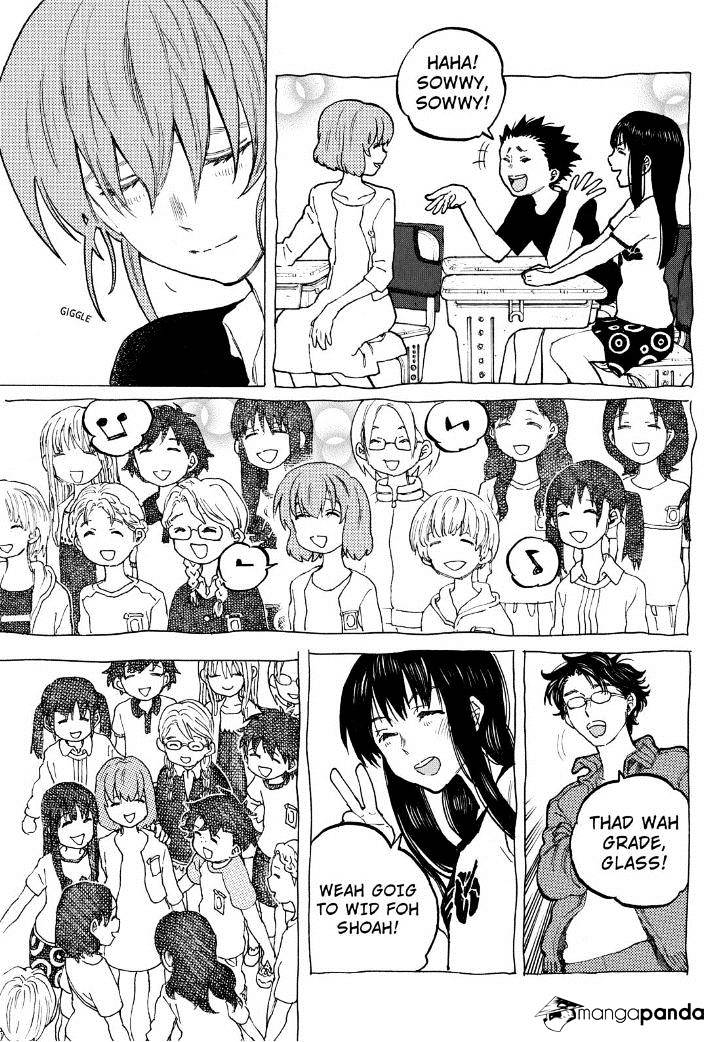 HAHA!
SOWWY,
SOWWY!
GIGGLE
THAD WAH
GRADE,
GLASS!
WEAH GOIG
TO WID FOH
SHOAH!
mangapanda